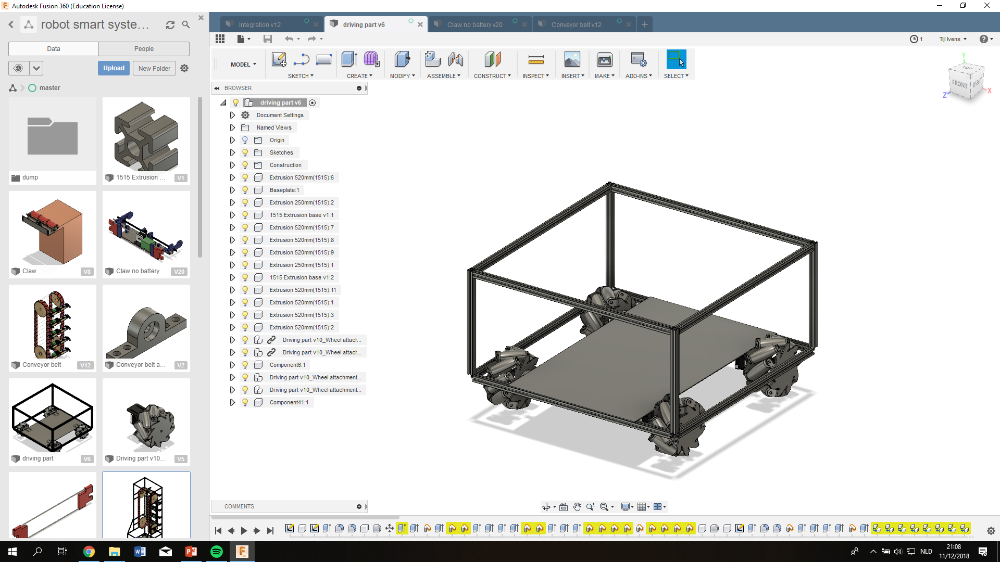 Autodesk Fusion 360 (Education License)
robot smart syste...
Data
People
Upload
New Folder
master
dump
1515 Extrusion ...
V1
Claw
V8
Claw no battery
V20
Conveyor belt
V12
Conveyor belt a...
V2
driving part
V6
Driving part v10...
V5
Integration v12
driving part v6
Claw no battery v20
Conveyor belt v12
1
Tijl Ivens
MODEL
SKETCH
CREATE
MODIFY
ASSEMBLE
CONSTRUCT
INSPECT
INSERT
MAKE
ADD-INS
SELECT
BROWSER
driving part v6
Document Settings
Named Views
Origin
Sketches
Construction
Extrusion 520mm(1515):6
Baseplate:1
Extrusion 250mm(1515):2
1515 Extrusion base v1:1
Extrusion 520mm(1515):7
Extrusion 520mm(1515):8
Extrusion 520mm(1515):9
Extrusion 250mm(1515):1
1515 Extrusion base v1:2
Extrusion 520mm(1515):11
Extrusion 520mm(1515):1
Extrusion 520mm(1515):3
Extrusion 520mm(1515):2
Driving part v10_Wheel attach...
Driving part v10_Wheel attach...
Component6:1
Driving part v10_Wheel attachment...
Driving part v10_Wheel attachment...
Component41:1
Y
TOP
FRONT
RIGHT
Z
X
COMMENTS
NLD
21:08
11/12/2018